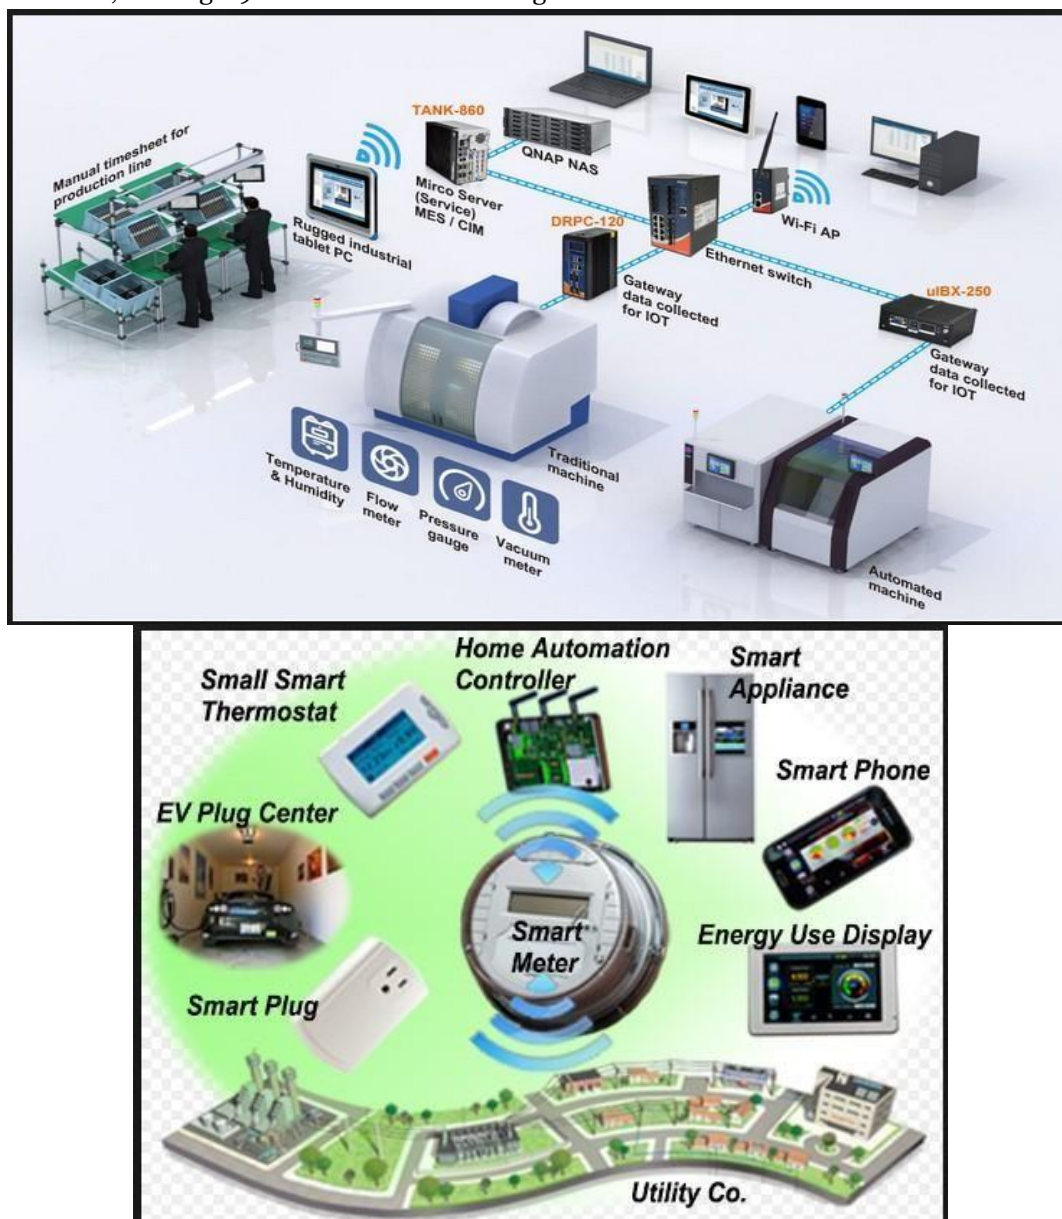 TANK-860
QNAP NAS
Manual timesheet for
production line
Mirco Server
(Service)
MES / CIM
Rugged industrial
tablet PC
DRPC-120
Wi-Fi AP
Ethernet switch
Gateway
data collected
for IOT
uIBX-250
Gateway
data collected
for IOT
Traditional
machine
Temperature
& Humidity
Flow
meter
Pressure
gauge
Vacuum
meter
Automated
machine
Home Automation
Controller
Smart
Appliance
Small Smart
Thermostat
Smart Phone
EV Plug Center
Smart
Meter
Energy Use Display
Smart Plug
Utility Co.